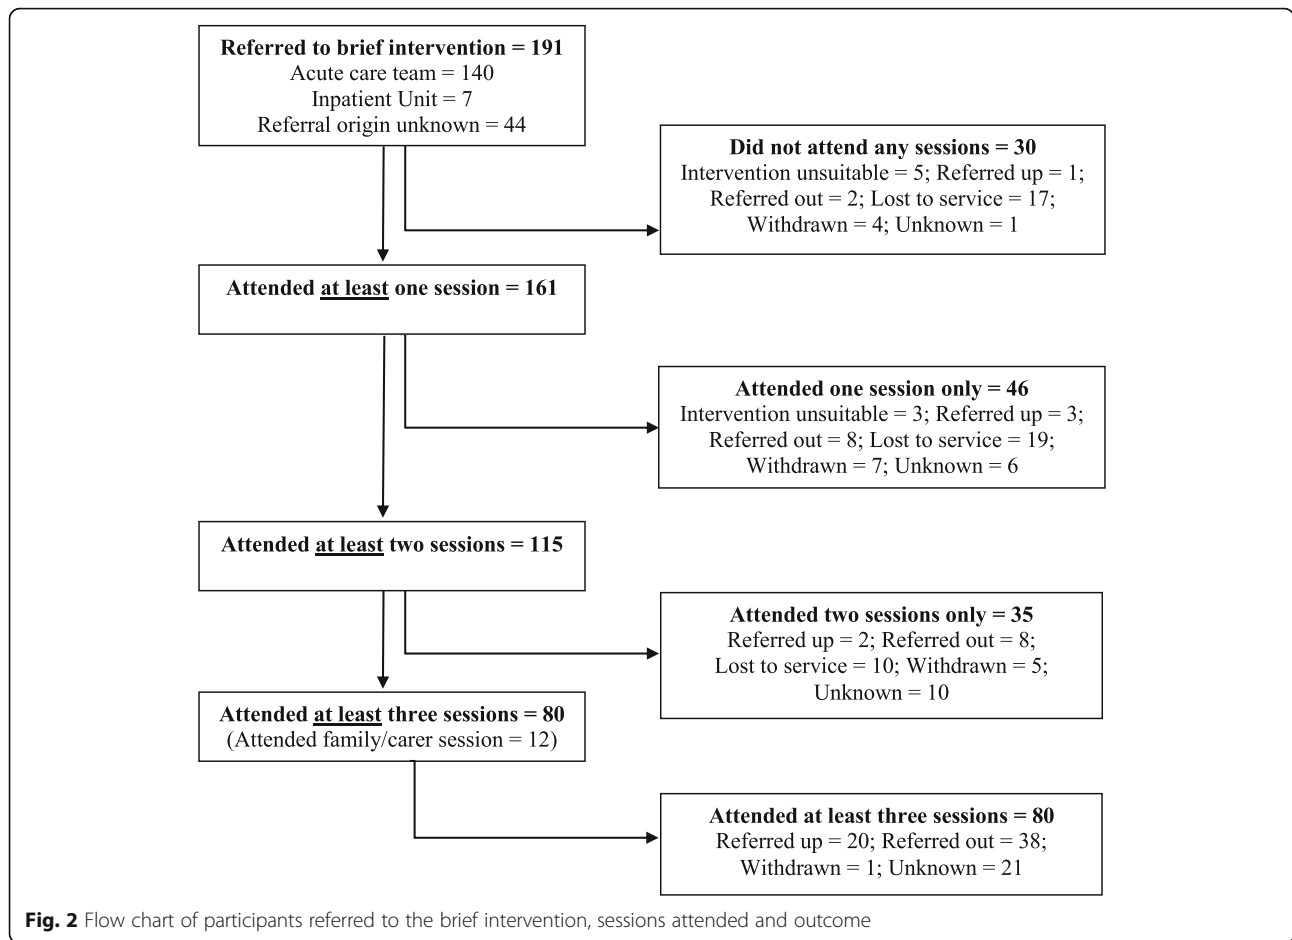 Referred to brief intervention = 191
Acute care team = 140
Inpatient Unit = 7
Referral origin unknown = 44
Did not attend any sessions = 30
Intervention unsuitable = 5; Referred up = 1;
Referred out = 2; Lost to service = 17;
Withdrawn = 4; Unknown = 1
Attended at least one session = 161
Attended one session only = 46
Intervention unsuitable = 3; Referred up = 3;
Referred out = 8; Lost to service = 19;
Withdrawn = 7; Unknown = 6
Attended at least two sessions = 115
Attended two sessions only = 35
Referred up = 2; Referred out = 8;
Lost to service = 10; Withdrawn = 5;
Unknown = 10
Attended at least three sessions = 80
(Attended family/carer session = 12)
Attended at least three sessions = 80
Referred up = 20; Referred out = 38;
Withdrawn = 1; Unknown = 21
Fig. 2 Flow chart of participants referred to the brief intervention, sessions attended and outcome